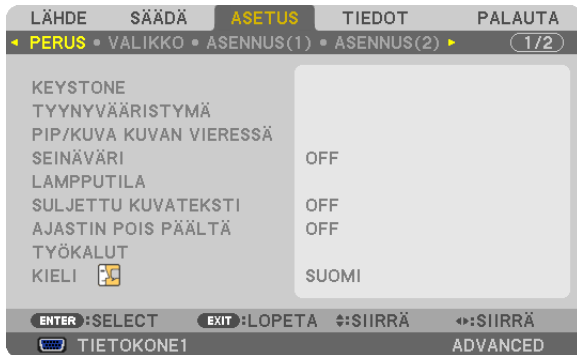 LÄHDE SÄÄDÄ ASETUS TIEDOT PALAUTA
PERUS • VALIKKO • ASENNUS(1) • ASENNUS(2) 1/2
KEYSTONE
TYYNYVÄÄRISTYMÄ
PIP/KUVA KUVAN VIERESSÄ
SEINÄVÄRI OFF
LAMPPUTILA
SULJETTU KUVATEKSTI OFF
AJASTIN POIS PÄÄLTÄ OFF
TYÖKALUT
KIELI SUOMI
ENTER :SELECT EXIT :LOPETA :SIIRRÄ :SIIRRÄ
TIETOKONE1 ADVANCED